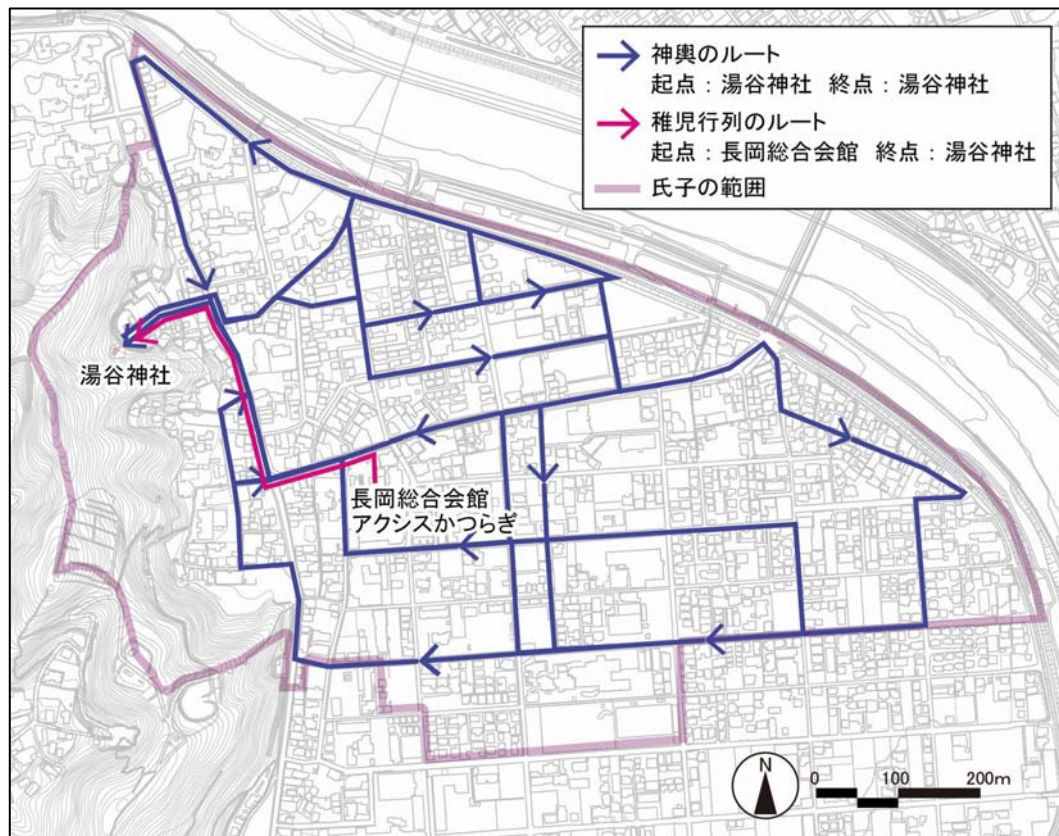 神輿のルート
起点：湯谷神社 終点：湯谷神社
稚児行列のルート
起点：長岡総合会館 終点：湯谷神社
氏子の範囲
湯谷神社
長岡総合会館
アクシスかつらぎ
N
0 100 200m